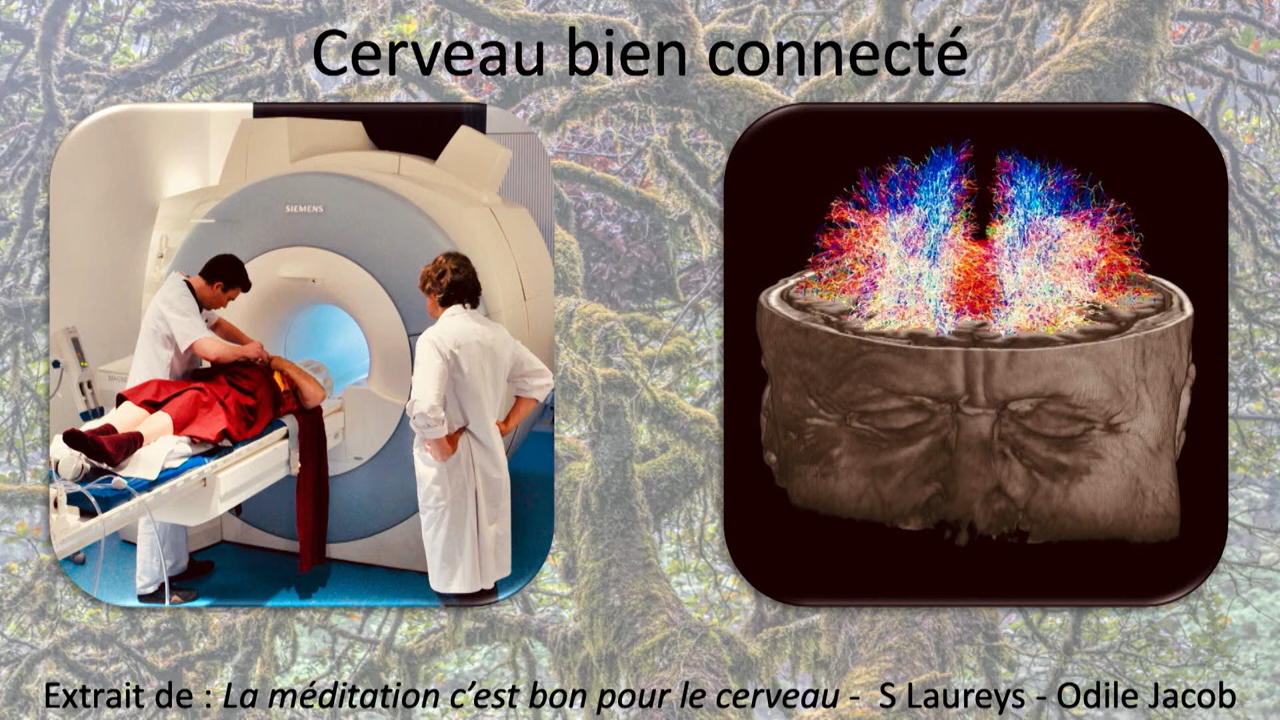 Cerveau bien connecté
SIEMENS
Extrait de : La méditation c’est bon pour le cerveau -  S Laureys - Odile Jacob